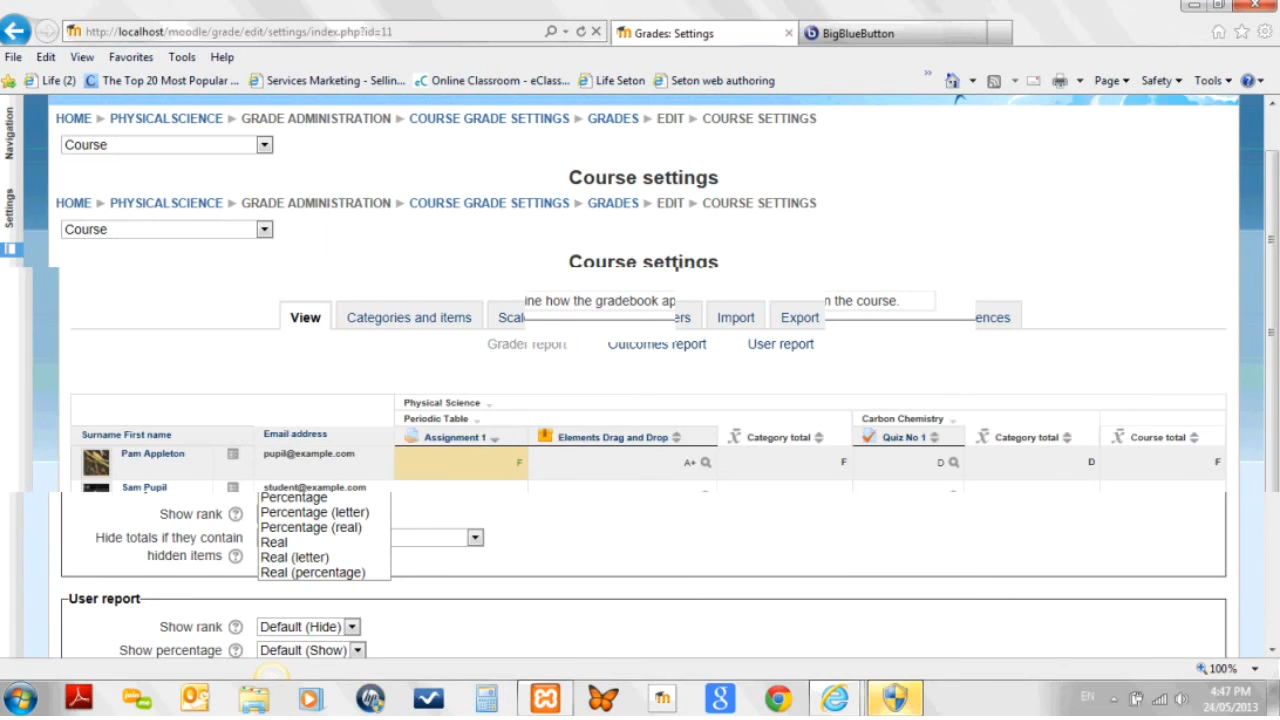 http://localhost/moodle/grade/edit/settings/index.php?id=11
Grades: Settings
BigBlueButton
File Edit View Favorites Tools Help
Life (2) The Top 20 Most Popular ... Services Marketing - Sellin... Online Classroom - eClass... Life Seton Seton web authoring
Page Safety Tools
Navigation
Settings
HOME ► PHYSICALSCIENCE ► GRADE ADMINISTRATION ► COURSE GRADE SETTINGS ► GRADES ► EDIT ► COURSE SETTINGS
Course
Course settings
HOME ► PHYSICALSCIENCE ► GRADE ADMINISTRATION ► COURSE GRADE SETTINGS ► GRADES ► EDIT ► COURSE SETTINGS
Course
Course settings
ine how the gradebook ap n the course.
View Categories and items Scal ers Import Export ences
Grader report Outcomes report User report
Physical Science
Periodic Table Carbon Chemistry
Surname First name Email address Assignment 1 Elements Drag and Drop Category total Quiz No 1 Category total Course total
Pam Appleton pupil@example.com F A+ F D D F
Sam Pupil student@example.com
Percentage
Show rank Percentage (letter)
Percentage (real)
Hide totals if they contain Real
hidden items Real (letter)
Real (percentage)
User report
Show rank Default (Hide)
Show percentage Default (Show)
100%
EN 4:47 PM
24/05/2013